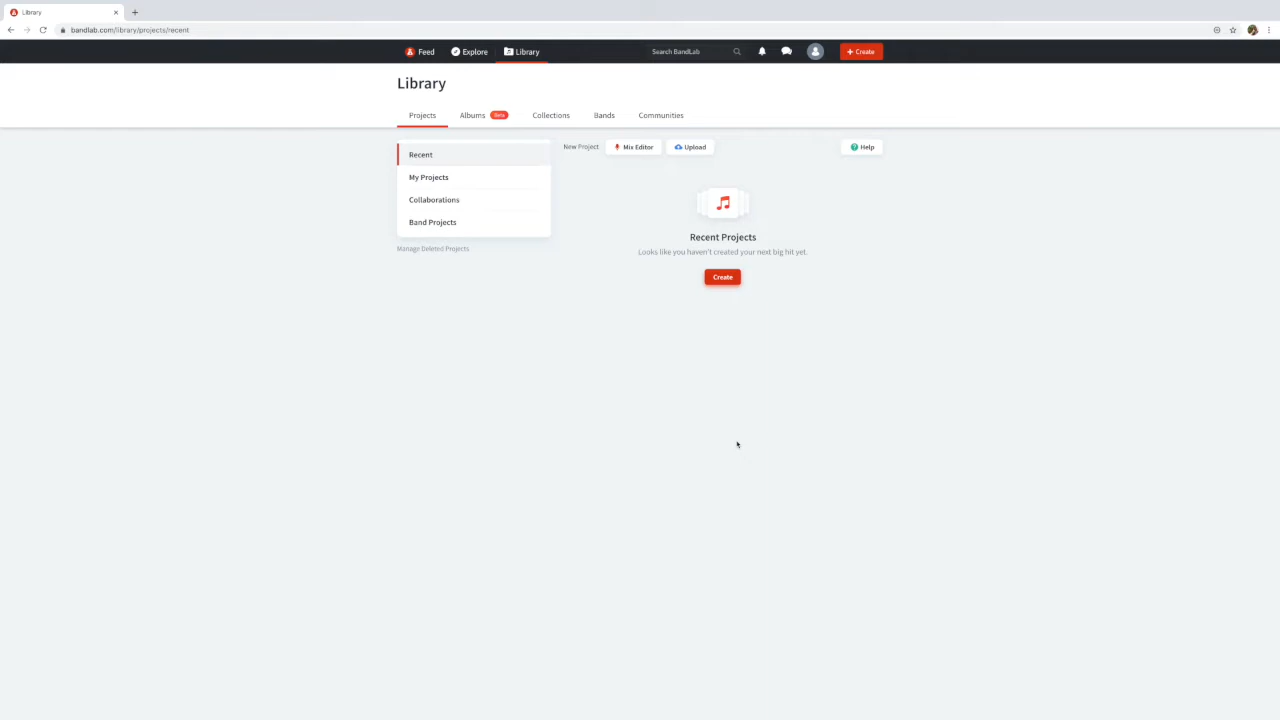 Library
bandlab.com/library/projects/recent
Feed Explore Library Search BandLab + Create
Library
Projects Albums Beta Collections Bands Communities
Recent
My Projects
Collaborations
Band Projects
Manage Deleted Projects
New Project Mix Editor Upload ? Help
Recent Projects
Looks like you haven't created your next big hit yet.
Create